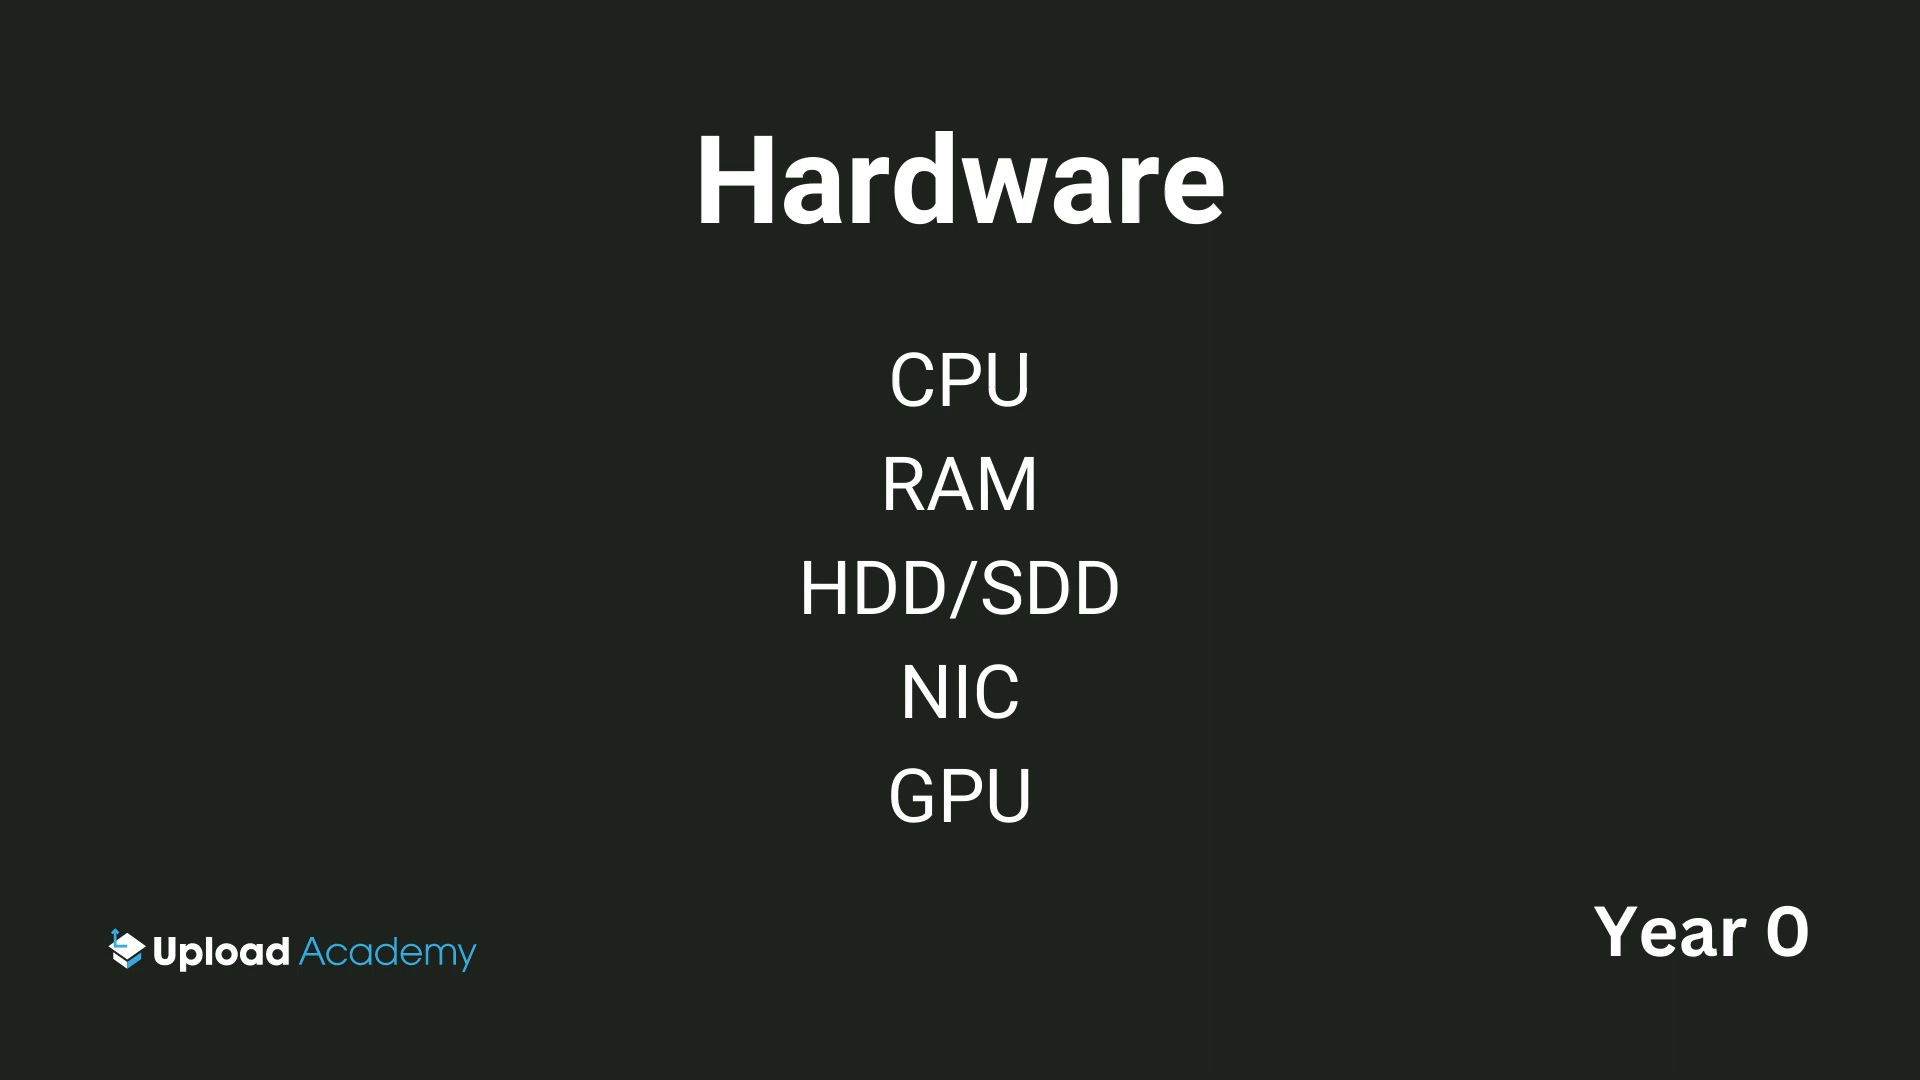 Hardware
CPU
RAM
HDD/SDD
NIC
GPU
Upload Academy
Year 0